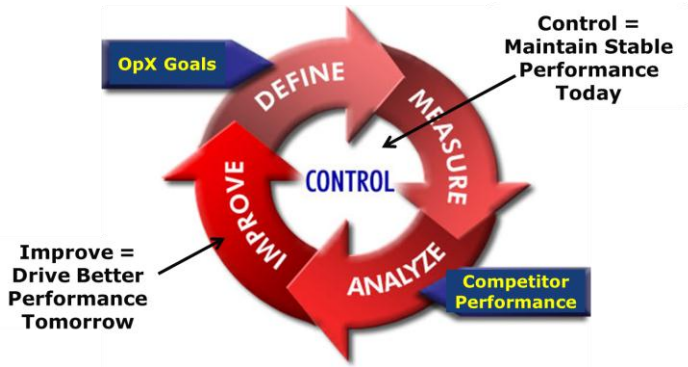 OpX Goals
Control =
Maintain Stable
Performance
Today
DEFINE
MEASURE
CONTROL
IMPROVE
ANALYZE
Improve =
Drive Better
Performance
Tomorrow
Competitor
Performance